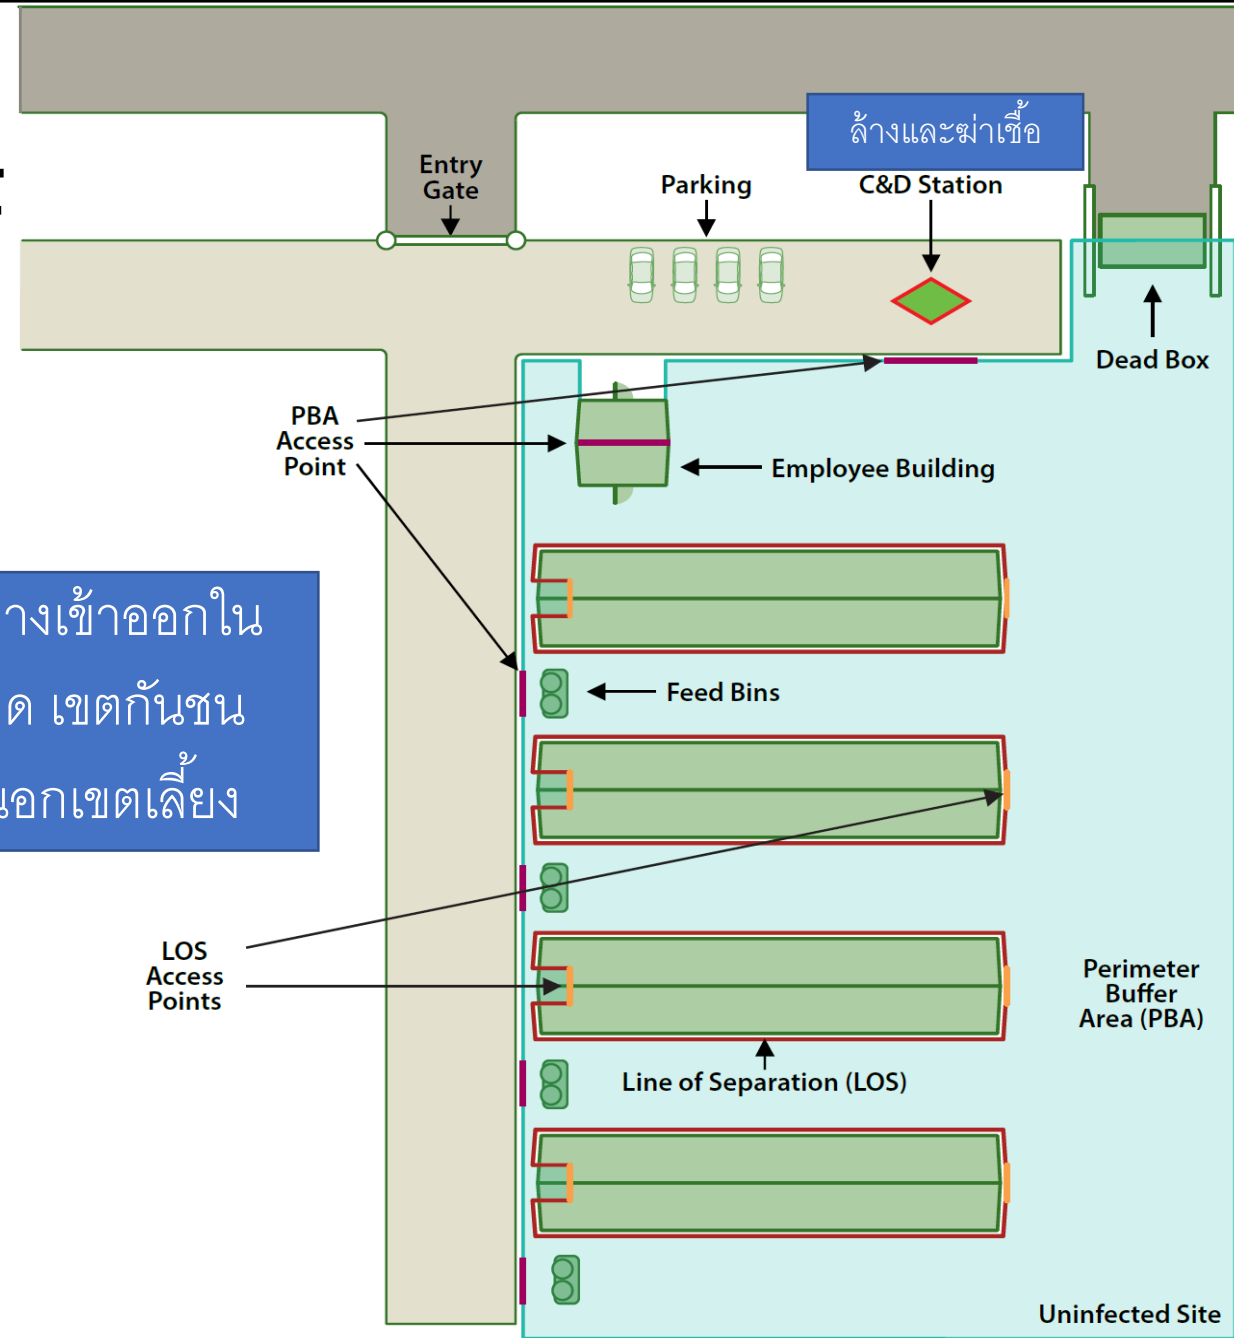 ล้างและฆ่าเชื้อ
Entry
Gate
Parking
C&D Station
Dead Box
PBA
Access
Point
Employee Building
างเข้าออกใน
ด เขตกันชน
นอกเขตเลี้ยง
Feed Bins
LOS
Access
Points
Perimeter
Buffer
Area (PBA)
Line of Separation (LOS)
Uninfected Site